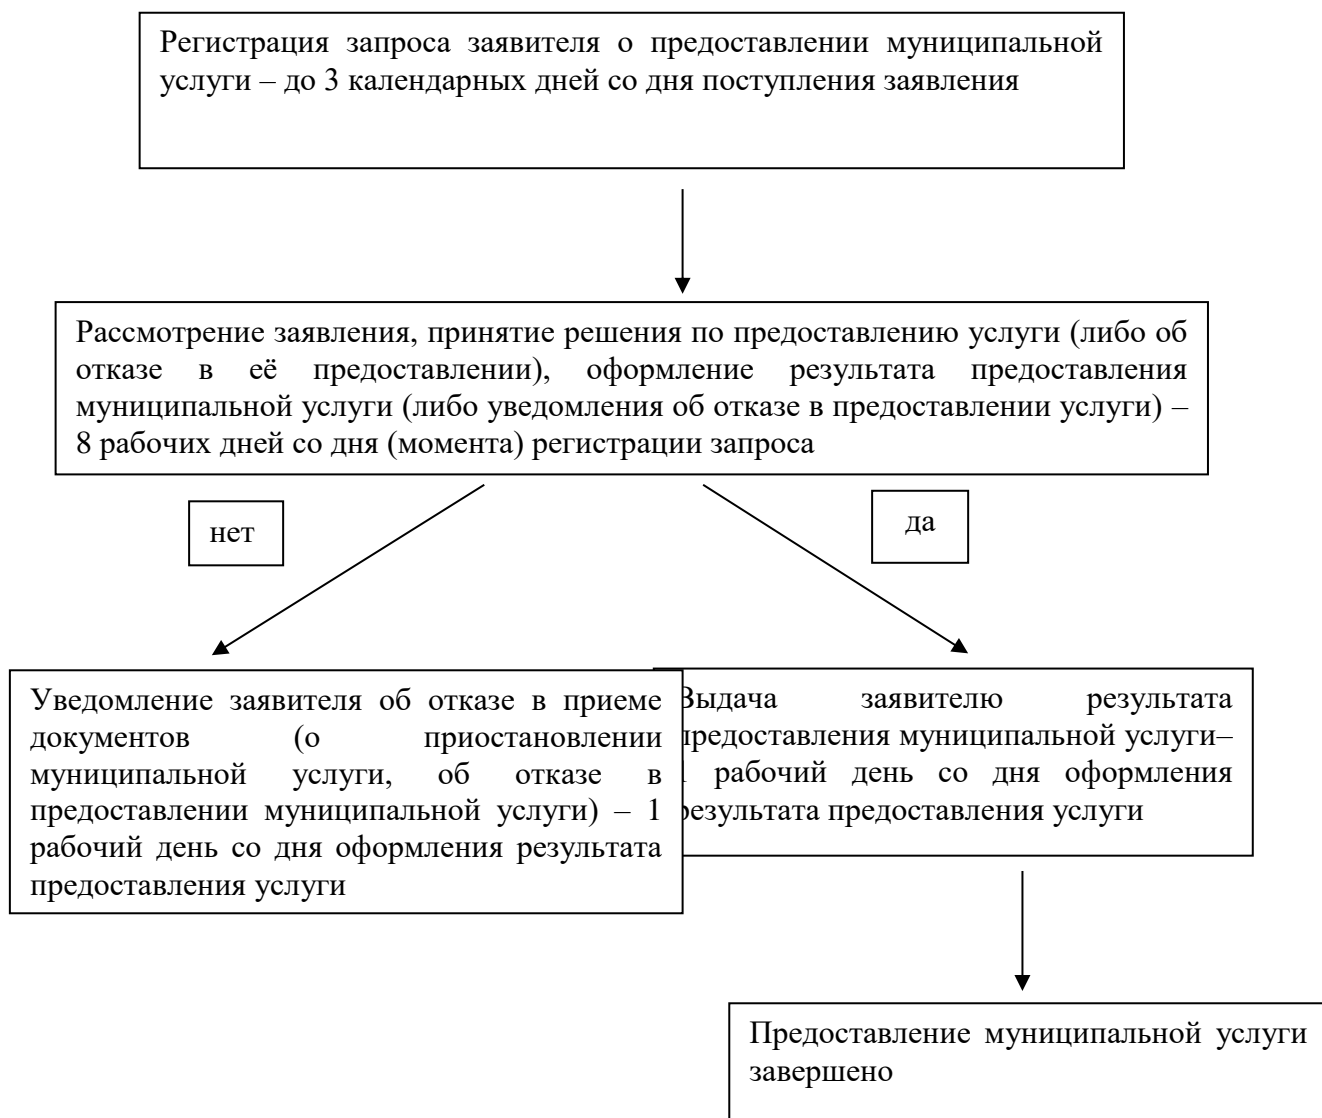 Регистрация запроса заявителя о предоставлении муниципальной
услуги – до 3 календарных дней со дня поступления заявления
Рассмотрение заявления, принятие решения по предоставлению услуги (либо об
отказе в её предоставлении), оформление результата предоставления
муниципальной услуги (либо уведомления об отказе в предоставлении услуги) –
8 рабочих дней со дня (момента) регистрации запроса
нет
да
Уведомление заявителя об отказе в приеме
документов (о приостановлении
муниципальной услуги, об отказе в
предоставлении муниципальной услуги) – 1
рабочий день со дня оформления результата
предоставления услуги
Выдача заявителю результата
предоставления муниципальной услуги–
1 рабочий день со дня оформления
результата предоставления услуги
Предоставление муниципальной услуги
завершено